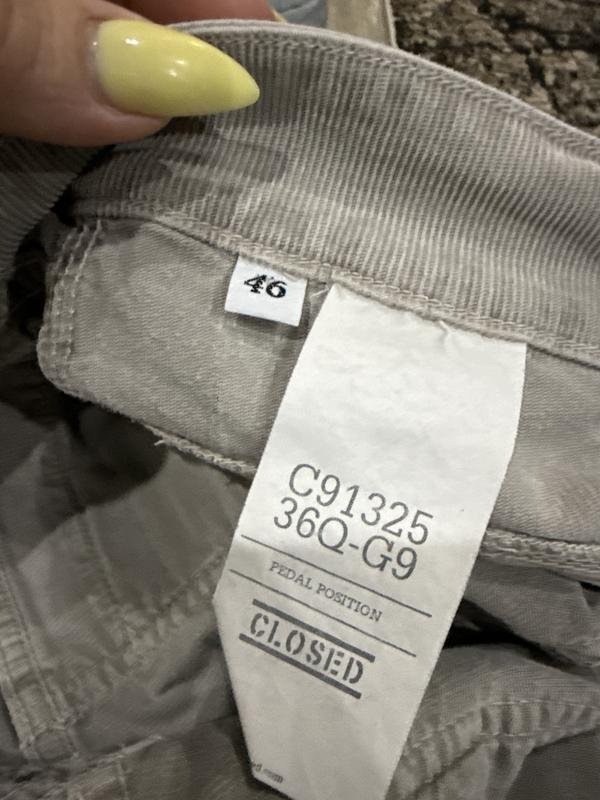 46
C91325
36Q-G9
PEDAL POSITION
CLOSED